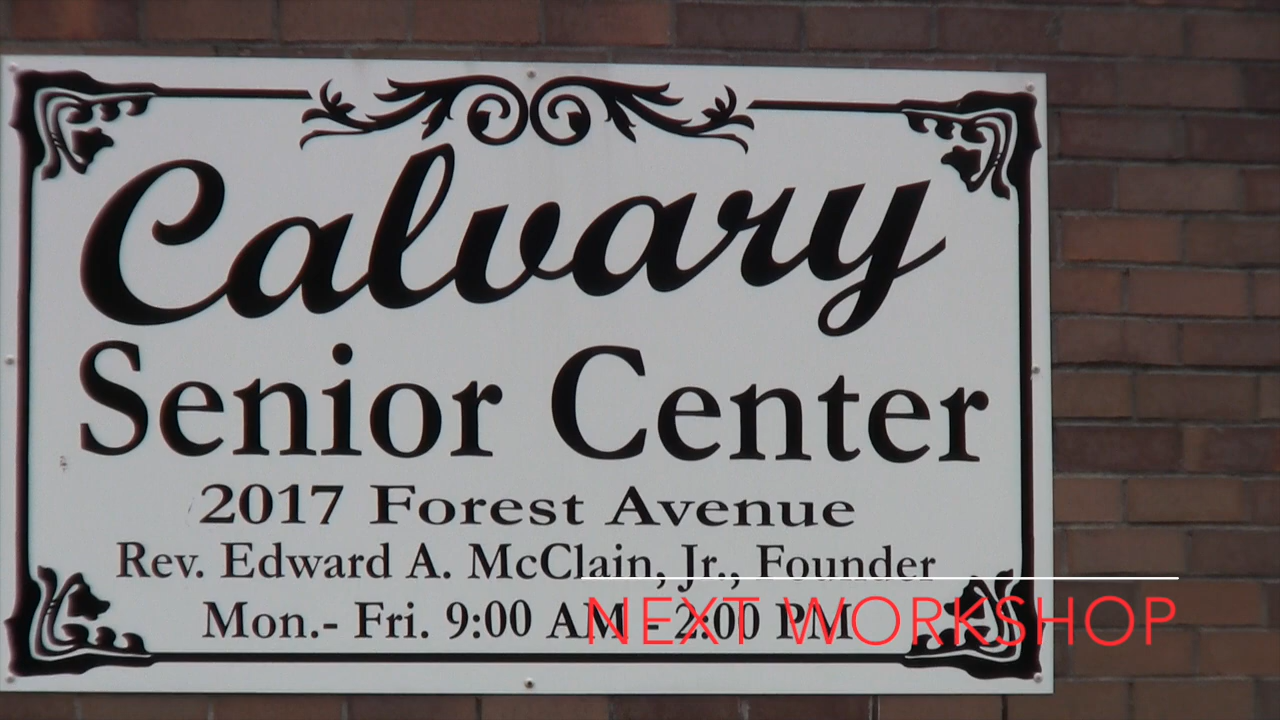 Calvary
Senior Center
2017 Forest Avenue
Rev. Edward A. McClain, Jr., Founder
Mon.- Fri. 9:00 AM - 2:00 PM
NEXT WORKSHOP